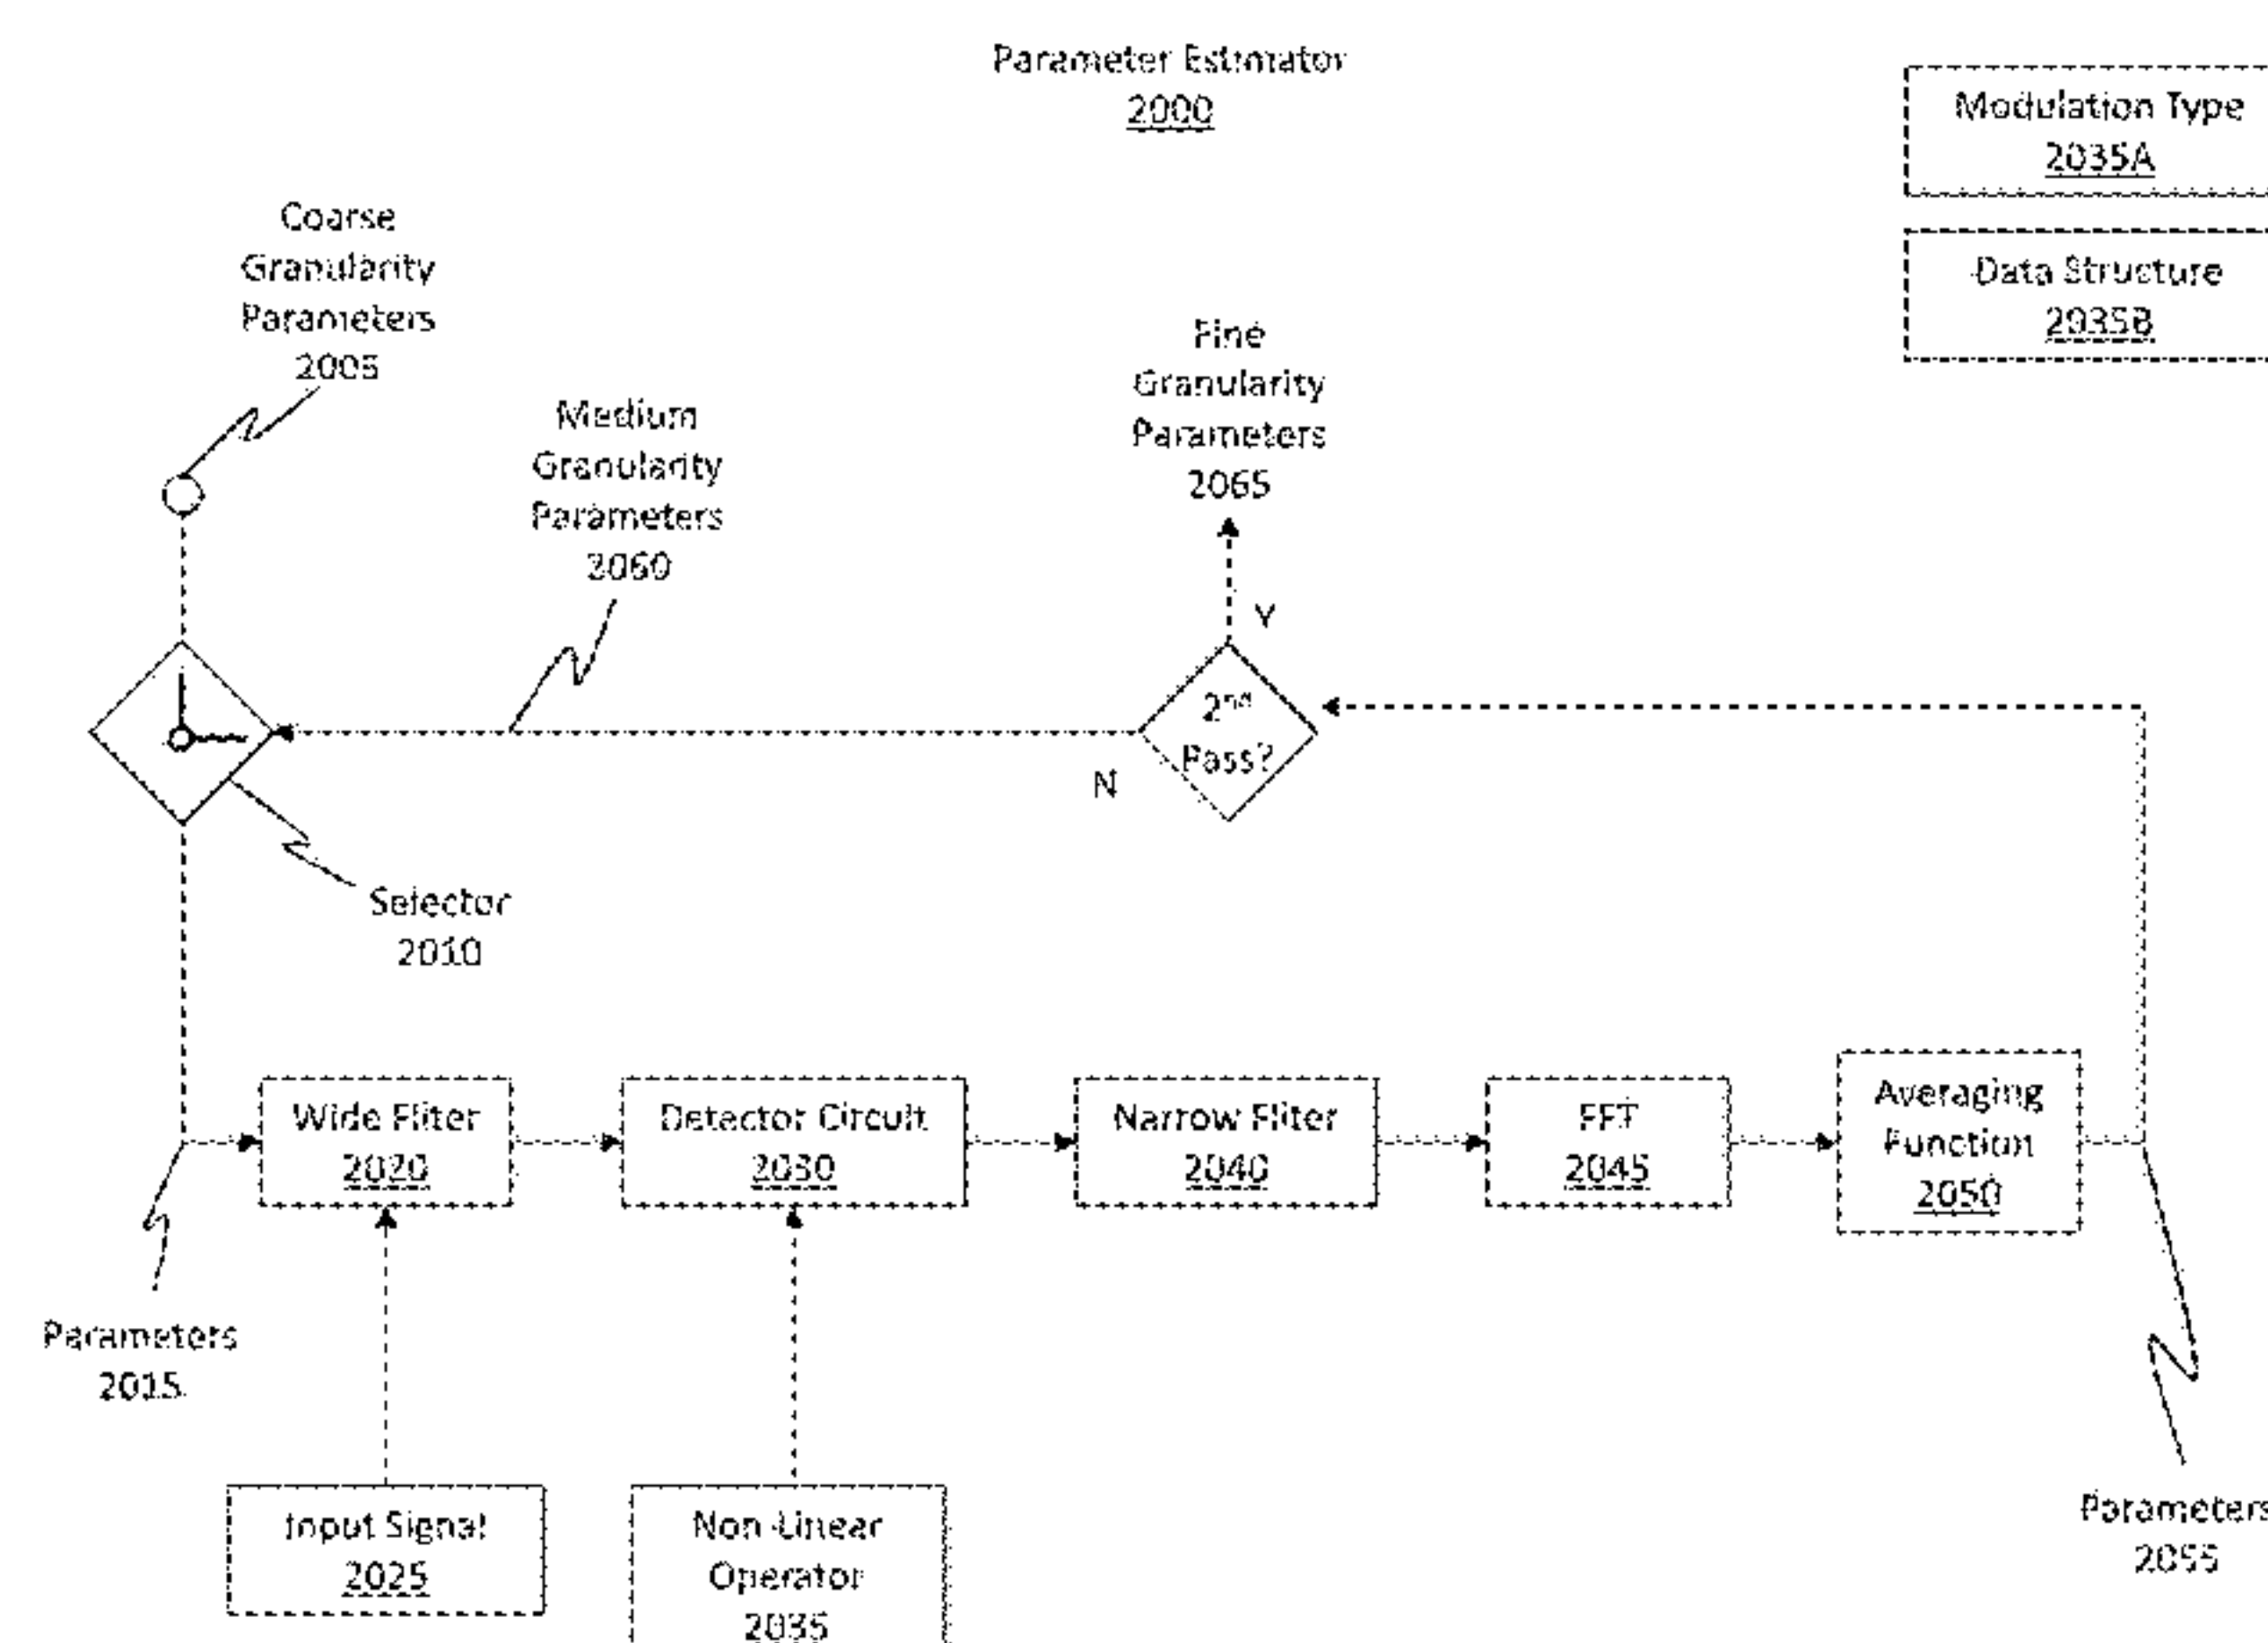 Parameter Estimator
2000
Modulation Type
2035A
Data Structure
2035B
Coarse
Granularity
Parameters
2005
Medium
Granularity
Parameters
2060
Fine
Granularity
Parameters
2065
Y
2nd
Pass?
N
Selector
2010
Wide Filter
2020
Detector Circuit
2030
Narrow Filter
2040
FFT
2045
Averaging
Function
2050
Parameters
2015
Input Signal
2025
Non-Linear
Operator
2035
Parameters
2055